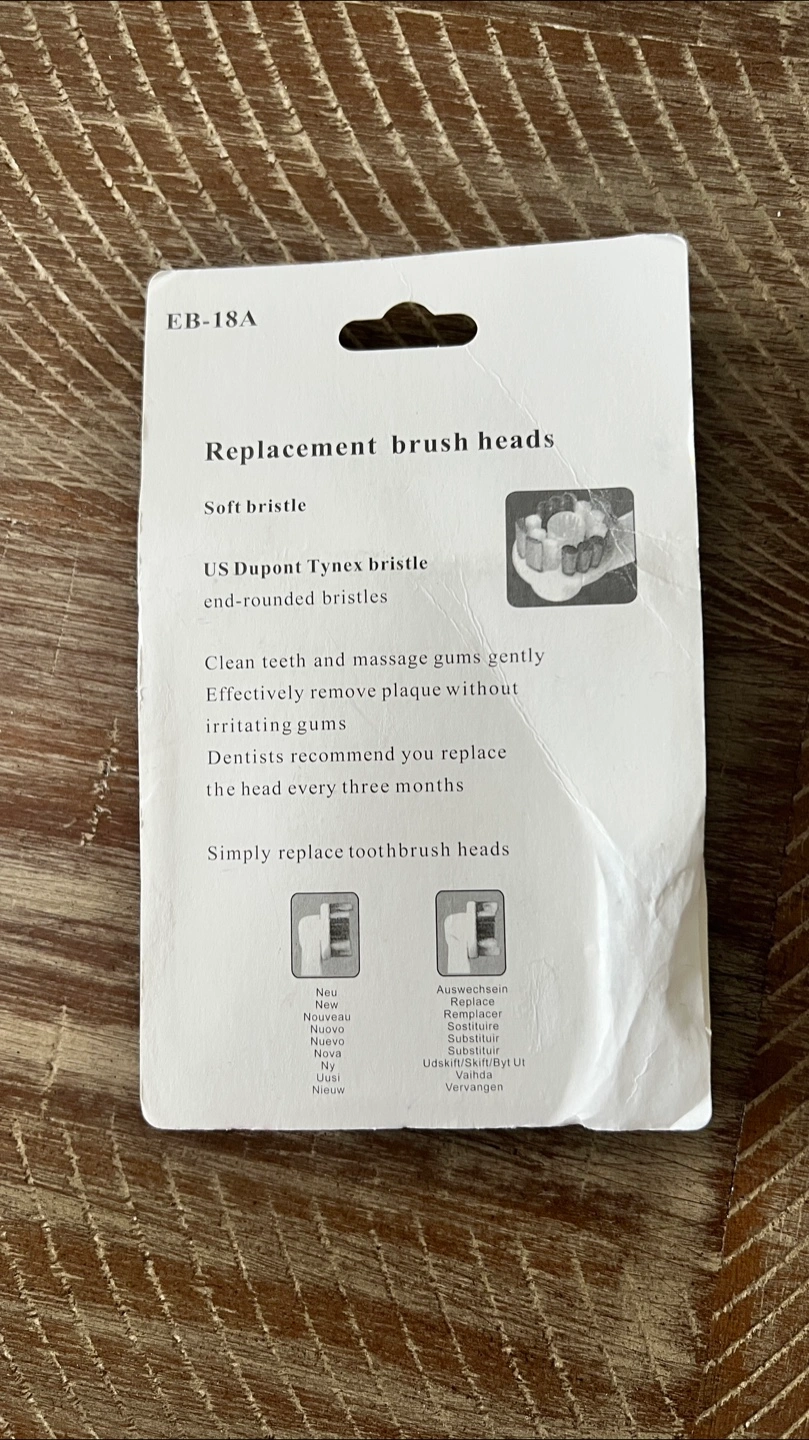 EB-18A
Replacement brush heads
Soft bristle
US Dupont Tynex bristle
end-rounded bristles
Clean teeth and massage gums gently
Effectively remove plaque without
irritating gums
Dentists recommend you replace
the head every three months
Simply replace toothbrush heads
Neu
New
Nouveau
Nuovo
Nuevo
Nova
Ny
Uusi
Nieuw
Auswechsein
Replace
Remplacer
Sostituire
Substituir
Substituir
Udskift/Skift/Byt Ut
Vaihda
Vervangen